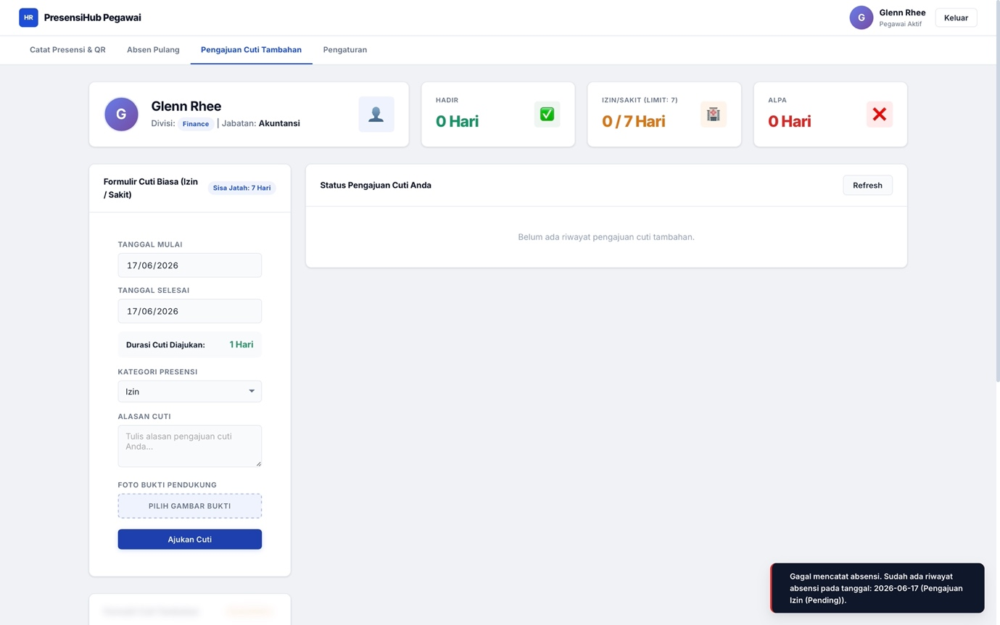 HR PresensiHub Pegawai
G Glenn Rhee
Pegawai Aktif
Keluar
Catat Presensi & QR Absen Pulang Pengajuan Cuti Tambahan Pengaturan
G
Glenn Rhee
Divisi: Finance | Jabatan: Akuntansi
HADIR
0 Hari
IZIN/SAKIT (LIMIT: 7)
0 / 7 Hari
ALPA
0 Hari
Formulir Cuti Biasa (Izin
/ Sakit)
Sisa Jatah: 7 Hari
TANGGAL MULAI
17/06/2026
TANGGAL SELESAI
17/06/2026
Durasi Cuti Diajukan: 1 Hari
KATEGORI PRESENSI
Izin
ALASAN CUTI
Tulis alasan pengajuan cuti
Anda...
FOTO BUKTI PENDUKUNG
PILIH GAMBAR BUKTI
Ajukan Cuti
Status Pengajuan Cuti Anda
Refresh
Belum ada riwayat pengajuan cuti tambahan.
Gagal mencatat absensi. Sudah ada riwayat
absensi pada tanggal: 2026-06-17 (Pengajuan
Izin (Pending)).